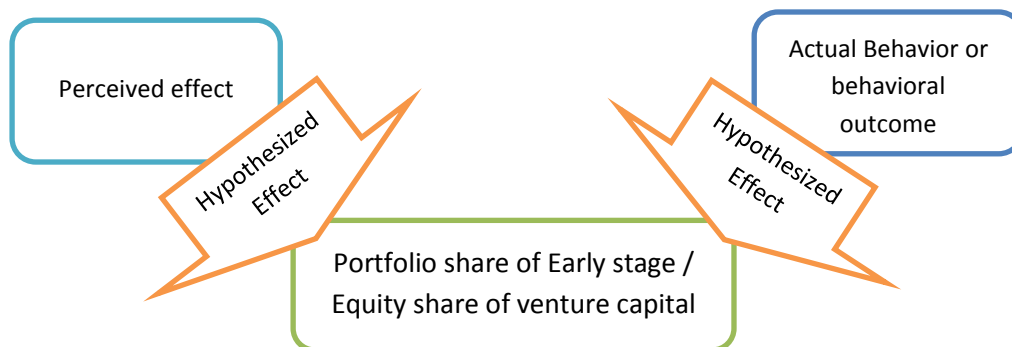 Perceived effect
Hypothesized
Effect
Actual Behavior or
behavioral
outcome
Hypothesized
Effect
Portfolio share of Early stage /
Equity share of venture capital